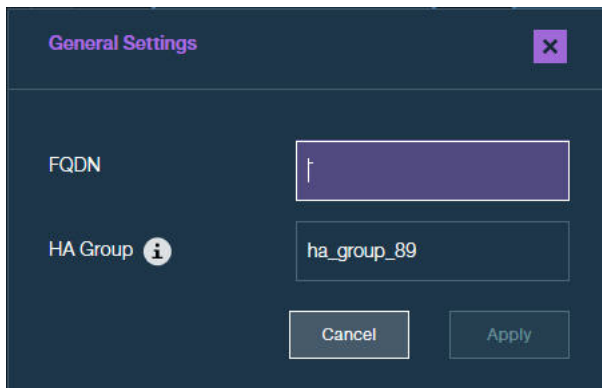 General Settings
FQDN
HA Group
ha_group_89
Cancel
Apply